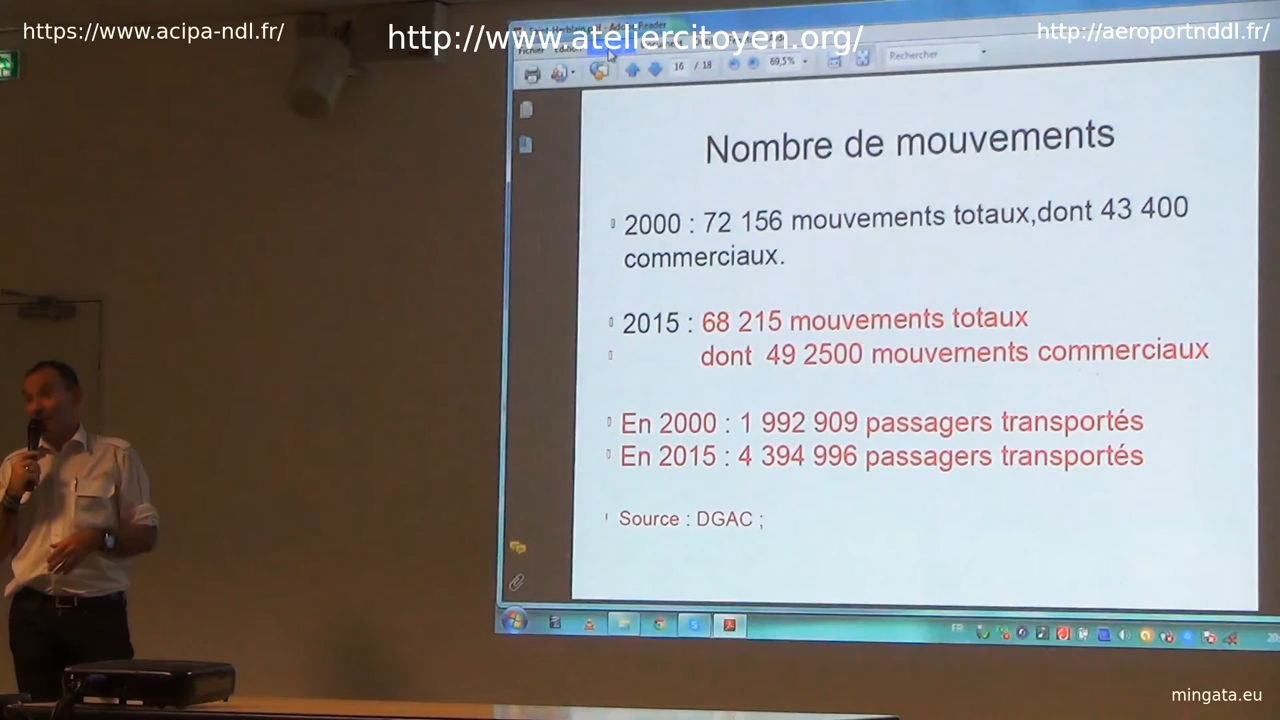 https://www.acipa-ndl.fr/
http://www.ateliercitoyen.org/
http://aeroportnddl.fr/
Rechercher
16 / 18
69,5%
Nombre de mouvements
2000 : 72 156 mouvements totaux,dont 43 400
commerciaux.
2015 : 68 215 mouvements totaux
dont 49 2500 mouvements commerciaux
En 2000 : 1 992 909 passagers transportés
En 2015 : 4 394 996 passagers transportés
Source : DGAC ;
FR
mingata.eu